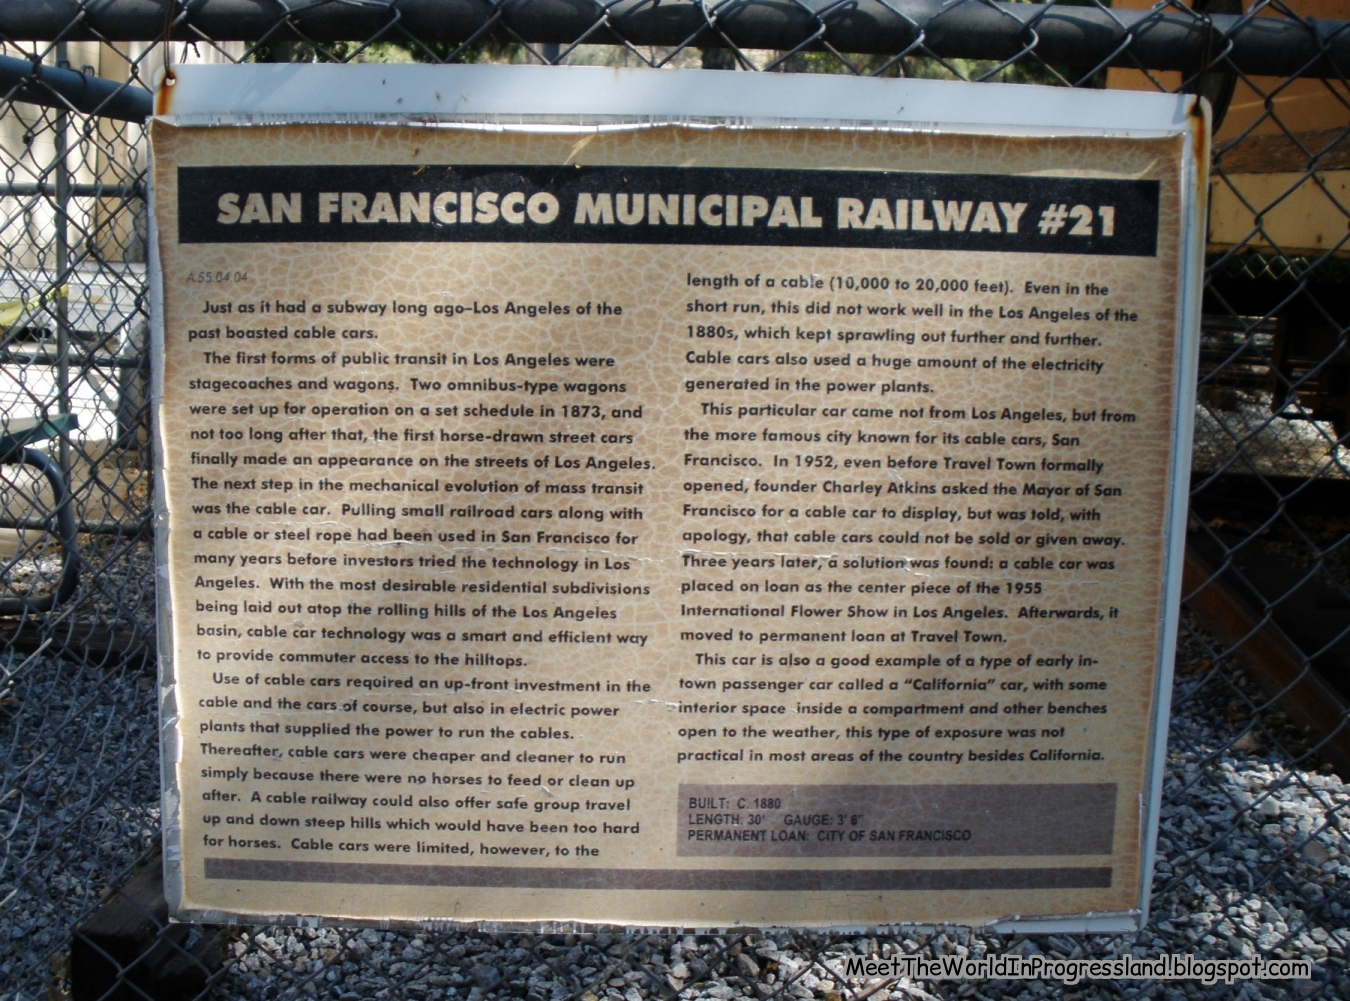 SAN FRANCISCO MUNICIPAL RAILWAY #21
A.55.04.04
Just as it had a subway long ago–Los Angeles of the
past boasted cable cars.
The first forms of public transit in Los Angeles were
stagecoaches and wagons. Two omnibus-type wagons
were set up for operation on a set schedule in 1873, and
not too long after that, the first horse-drawn street cars
finally made an appearance on the streets of Los Angeles.
The next step in the mechanical evolution of mass transit
was the cable car. Pulling small railroad cars along with
a cable or steel rope had been used in San Francisco for
many years before investors tried the technology in Los
Angeles. With the most desirable residential subdivisions
being laid out atop the rolling hills of the Los Angeles
basin, cable car technology was a smart and efficient way
to provide commuter access to the hilltops.
Use of cable cars required an up-front investment in the
cable and the cars of course, but also in electric power
plants that supplied the power to run the cables.
Thereafter, cable cars were cheaper and cleaner to run
simply because there were no horses to feed or clean up
after. A cable railway could also offer safe group travel
up and down steep hills which would have been too hard
for horses. Cable cars were limited, however, to the
length of a cable (10,000 to 20,000 feet). Even in the
short run, this did not work well in the Los Angeles of the
1880s, which kept sprawling out further and further.
Cable cars also used a huge amount of the electricity
generated in the power plants.
This particular car came not from Los Angeles, but from
the more famous city known for its cable cars, San
Francisco. In 1952, even before Travel Town formally
opened, founder Charley Atkins asked the Mayor of San
Francisco for a cable car to display, but was told, with
apology, that cable cars could not be sold or given away.
Three years later, a solution was found: a cable car was
placed on loan as the center piece of the 1955
International Flower Show in Los Angeles. Afterwards, it
moved to permanent loan at Travel Town.
This car is also a good example of a type of early in-
town passenger car called a “California” car, with some
interior space inside a compartment and other benches
open to the weather, this type of exposure was not
practical in most areas of the country besides California.
BUILT: C. 1880
LENGTH: 30' GAUGE: 3' 6"
PERMANENT LOAN: CITY OF SAN FRANCISCO
MeetTheWorldInProgressland.blogspot.com